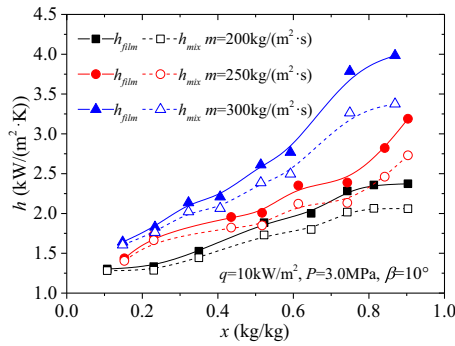 4.5
4.0
3.5
3.0
2.5
2.0
1.5
1.0
h (kW/(m²·K))
h_film h_mix m=200kg/(m²·s)
h_film h_mix m=250kg/(m²·s)
h_film h_mix m=300kg/(m²·s)
q=10kW/m², P=3.0MPa, β=10°
0.0 0.2 0.4 0.6 0.8 1.0
x (kg/kg)